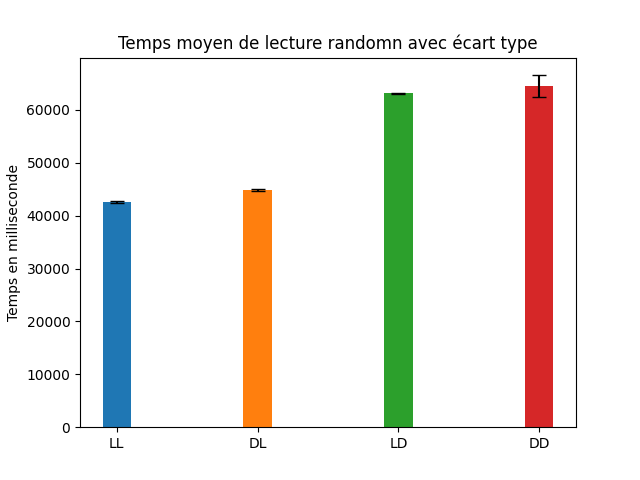 Temps moyen de lecture randomn avec écart type
Temps en milliseconde
60000
50000
40000
30000
20000
10000
0
LL DL LD DD